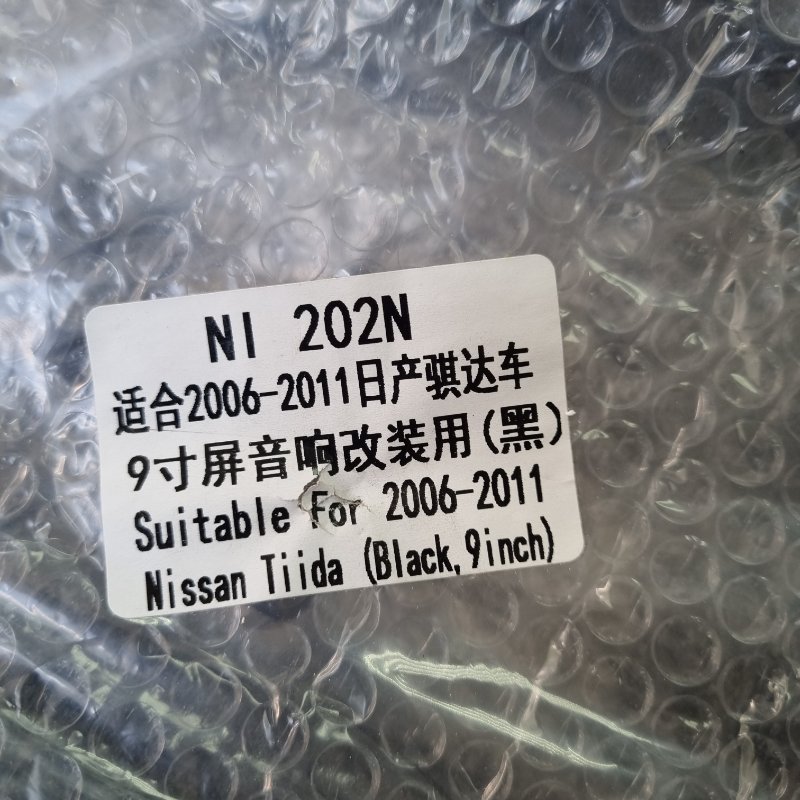 NI 202N
适合2006-2011日产骐达车
9寸屏音响改装用(黑)
Suitable For 2006-2011
Nissan Tiida (Black,9inch)